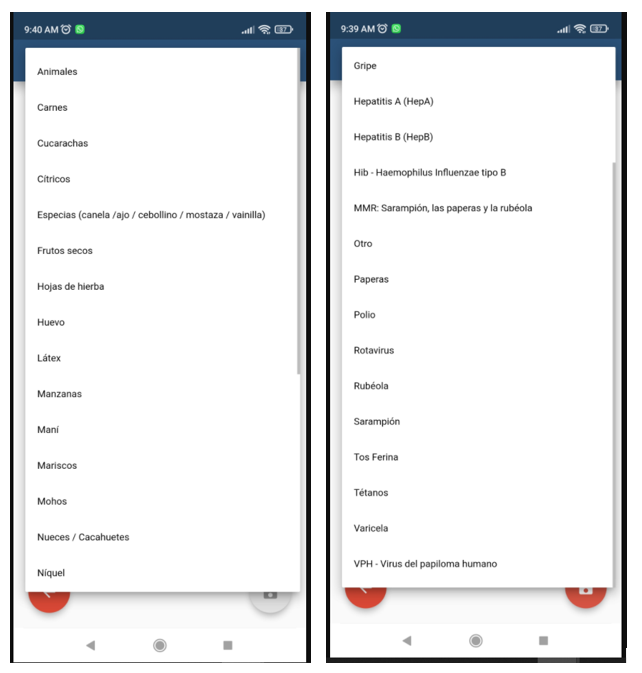 9:40 AM
37
Animales
Carnes
Cucarachas
Cítricos
Especias (canela /ajo / cebollino / mostaza / vainilla)
Frutos secos
Hojas de hierba
Huevo
Látex
Manzanas
Maní
Mariscos
Mohos
Nueces / Cacahuetes
Níquel
9:39 AM
37
Gripe
Hepatitis A (HepA)
Hepatitis B (HepB)
Hib - Haemophilus Influenzae tipo B
MMR: Sarampión, las paperas y la rubéola
Otro
Paperas
Polio
Rotavirus
Rubéola
Sarampión
Tos Ferina
Tétanos
Varicela
VPH - Virus del papiloma humano